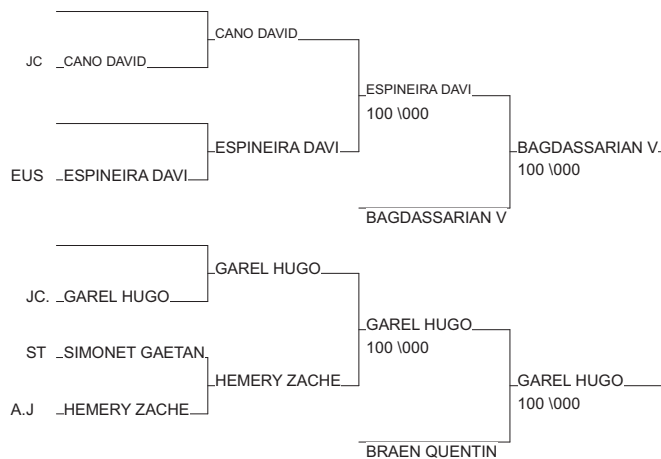 CANO DAVID
JC CANO DAVID
ESPINEIRA DAVI
100 \000
ESPINEIRA DAVI
BAGDASSARIAN V
100 \000
EUS ESPINEIRA DAVI
BAGDASSARIAN V
GAREL HUGO
JC. GAREL HUGO
GAREL HUGO
100 \000
ST SIMONET GAETAN
HEMERY ZACHE
GAREL HUGO
100 \000
A.J HEMERY ZACHE
BRAEN QUENTIN